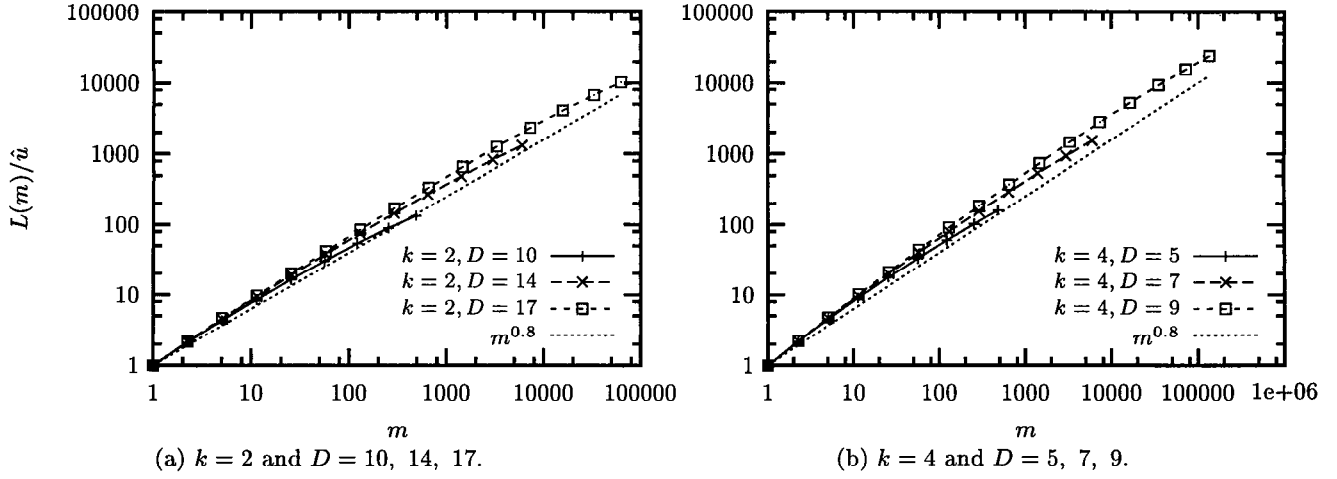 100000
10000
1000
100
10
1
L(m)/û
k = 2, D = 10
k = 2, D = 14
k = 2, D = 17
m^0.8
1 10 100 1000 10000 100000
m
(a) k = 2 and D = 10, 14, 17.
100000
10000
1000
100
10
1
k = 4, D = 5
k = 4, D = 7
k = 4, D = 9
m^0.8
1 10 100 1000 10000 100000 1e+06
m
(b) k = 4 and D = 5, 7, 9.